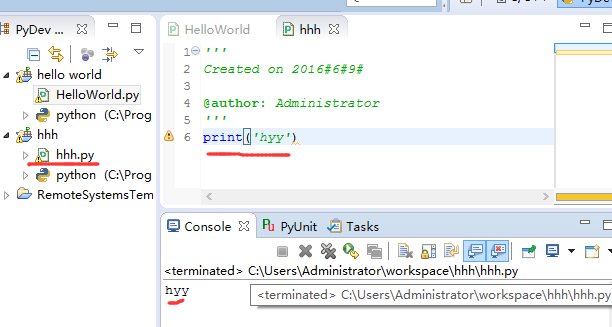 PyDev
hello world
HelloWorld.py
python (C:\Prog
hhh
hhh.py
python (C:\Prog
RemoteSystemsTem
HelloWorld
hhh
1 '''
2 Created on 2016#6#9#
3
4 @author: Administrator
5 '''
6 print('hyy')
Console
PyUnit
Tasks
<terminated> C:\Users\Administrator\workspace\hhh\hhh.py
hyy
<terminated> C:\Users\Administrator\workspace\hhh\hhh.py